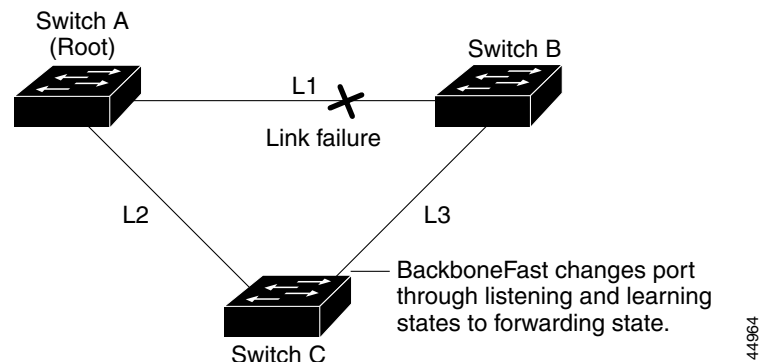 Switch A
(Root)
Switch B
L1
Link failure
L2
L3
BackboneFast changes port
through listening and learning
states to forwarding state.
Switch C
44964